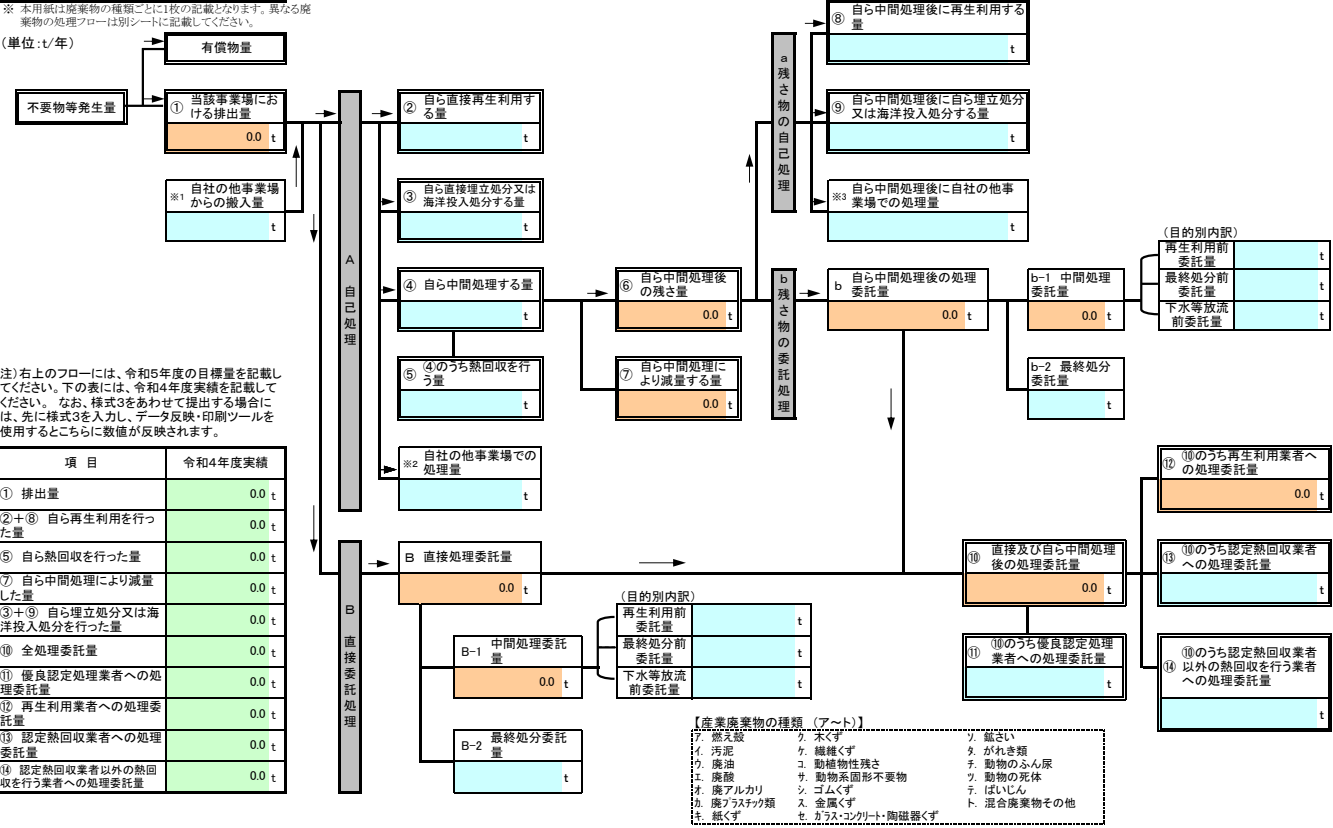 ※ 本用紙は廃棄物の種類ごとに1枚の記載となります。異なる廃
棄物の処理フローは別シートに記載してください。
(単位:t/年)
有償物量
不要物等発生量
① 当該事業場にお
ける排出量
0.0 t
※1 自社の他事業場
からの搬入量
t
A 自己処理
② 自ら直接再生利用す
る量
t
③ 自ら直接埋立処分又は
海洋投入処分する量
t
④ 自ら中間処理する量
t
⑤ ④のうち熱回収を行
う量
t
※2 自社の他事業場での
処理量
t
⑥ 自ら中間処理後
の残さ量
0.0 t
⑦ 自ら中間処理に
より減量する量
0.0 t
a 残さ物の自己処理
⑧ 自ら中間処理後に再生利用する
量
t
⑨ 自ら中間処理後に自ら埋立処分
又は海洋投入処分する量
t
※3 自ら中間処理後に自社の他事
業場での処理量
t
b 残さ物の委託処理
b 自ら中間処理後の処理
委託量
0.0 t
b-1 中間処理
委託量
0.0 t
(目的別内訳)
再生利用前
委託量
t
最終処分前
委託量
t
下水等放流
前委託量
t
b-2 最終処分
委託量
t
注)右上のフローには、令和5年度の目標量を記載し
てください。下の表には、令和4年度実績を記載して
ください。 なお、様式3をあわせて提出する場合に
は、先に様式3を入力し、データ反映・印刷ツールを
使用するとこちらに数値が反映されます。
項 目 令和4年度実績
① 排出量 0.0 t
②+⑧ 自ら再生利用を行っ
た量 0.0 t
⑤ 自ら熱回収を行った量 0.0 t
⑦ 自ら中間処理により減量
した量 0.0 t
③+⑨ 自ら埋立処分又は海
洋投入処分を行った量 0.0 t
⑩ 全処理委託量 0.0 t
⑪ 優良認定処理業者への処
理委託量 0.0 t
⑫ 再生利用業者への処理委
託量 0.0 t
⑬ 認定熱回収業者への処理
委託量 0.0 t
⑭ 認定熱回収業者以外の熱回
収を行う業者への処理委託量 0.0 t
B 直接委託処理
B 直接処理委託量
0.0 t
B-1 中間処理委託
量
0.0 t
(目的別内訳)
再生利用前
委託量
t
最終処分前
委託量
t
下水等放流
前委託量
t
B-2 最終処分委託
量
t
⑩ 直接及び自ら中間処理
後の処理委託量
0.0 t
⑪ ⑩のうち優良認定処理
業者への処理委託量
t
⑫ ⑩のうち再生利用業者へ
の処理委託量
0.0 t
⑬ ⑩のうち認定熱回収業者
への処理委託量
t
⑭ ⑩のうち認定熱回収業者
以外の熱回収を行う業者
への処理委託量
t
【産業廃棄物の種類 (ア~ト)】
ア. 燃え殻 ク. 木くず ソ. 鉱さい
イ. 汚泥 ケ. 繊維くず タ. がれき類
ウ. 廃油 コ. 動植物性残さ チ. 動物のふん尿
エ. 廃酸 サ. 動物系固形不要物 ツ. 動物の死体
オ. 廃アルカリ シ. ゴムくず テ. ばいじん
カ. 廃プラスチック類 ス. 金属くず ト. 混合廃棄物その他
キ. 紙くず セ. ガラス・コンクリート・陶磁器くず